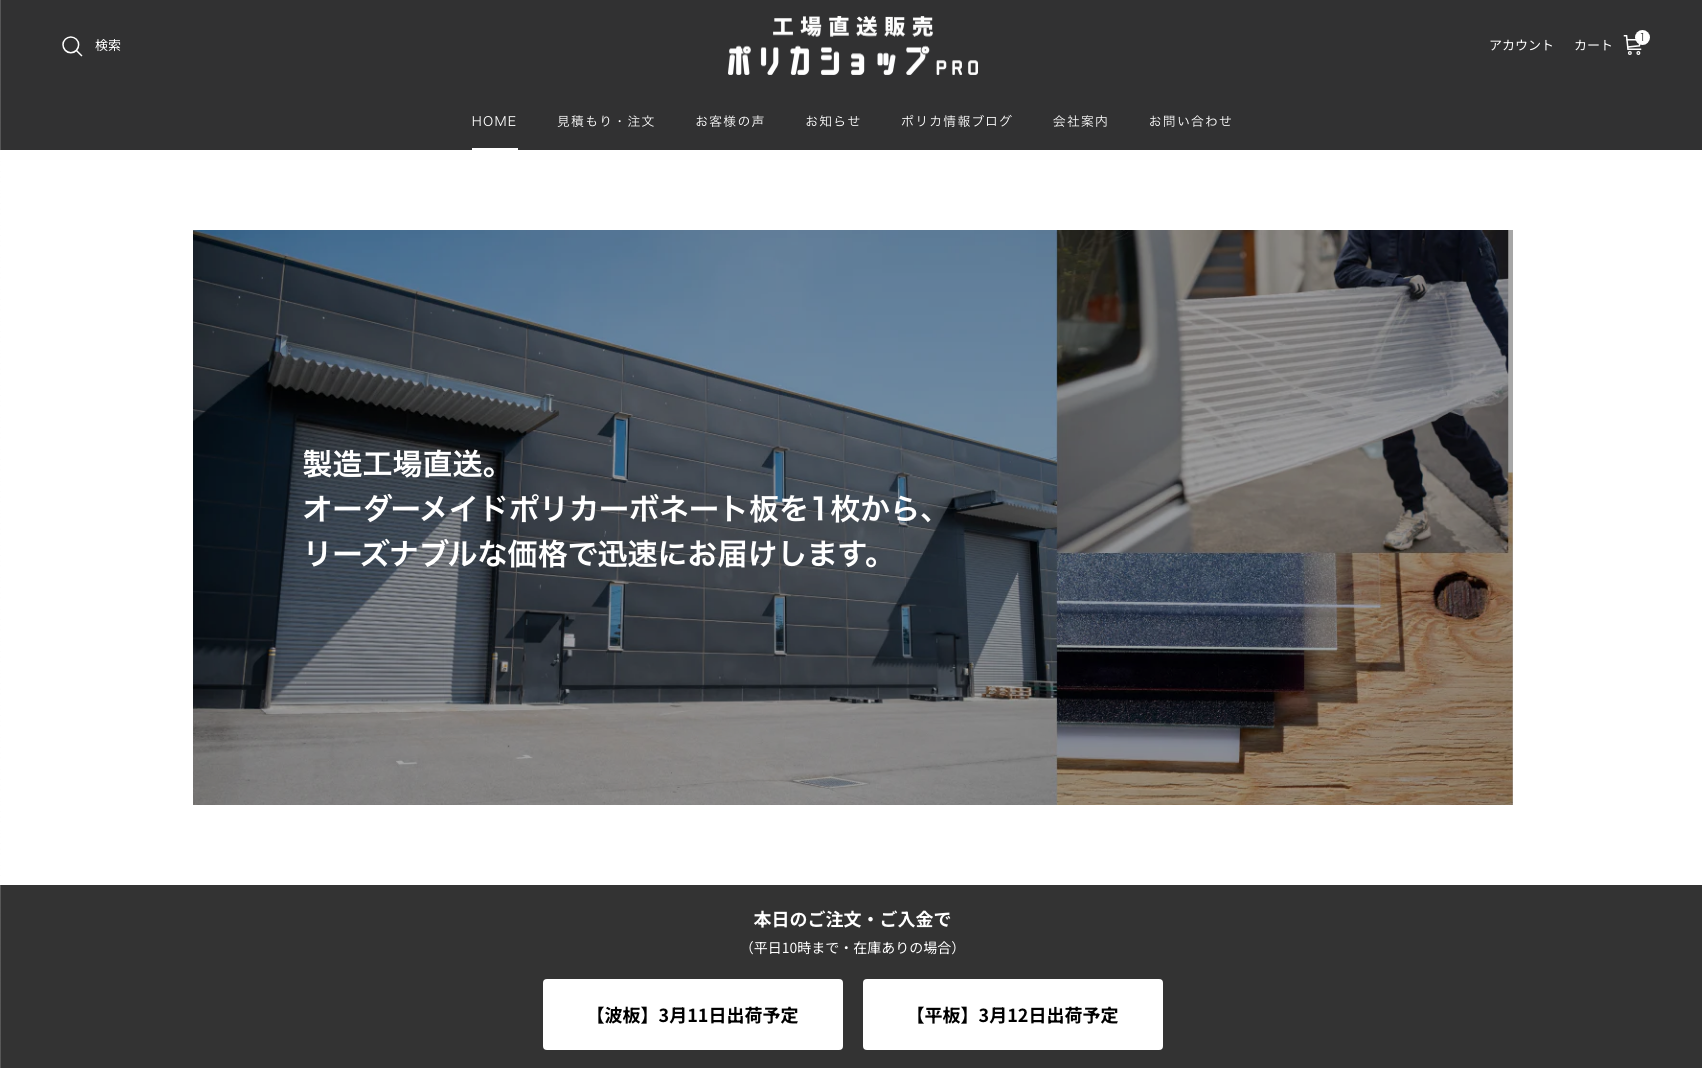 検索
工場直送販売
ポリカショップPRO
アカウント
カート
1
HOME
見積もり・注文
お客様の声
お知らせ
ポリカ情報ブログ
会社案内
お問い合わせ
製造工場直送。
オーダーメイドポリカーボネート板を1枚から、
リーズナブルな価格で迅速にお届けします。
本日のご注文・ご入金で
（平日10時まで・在庫ありの場合）
【波板】3月11日出荷予定
【平板】3月12日出荷予定